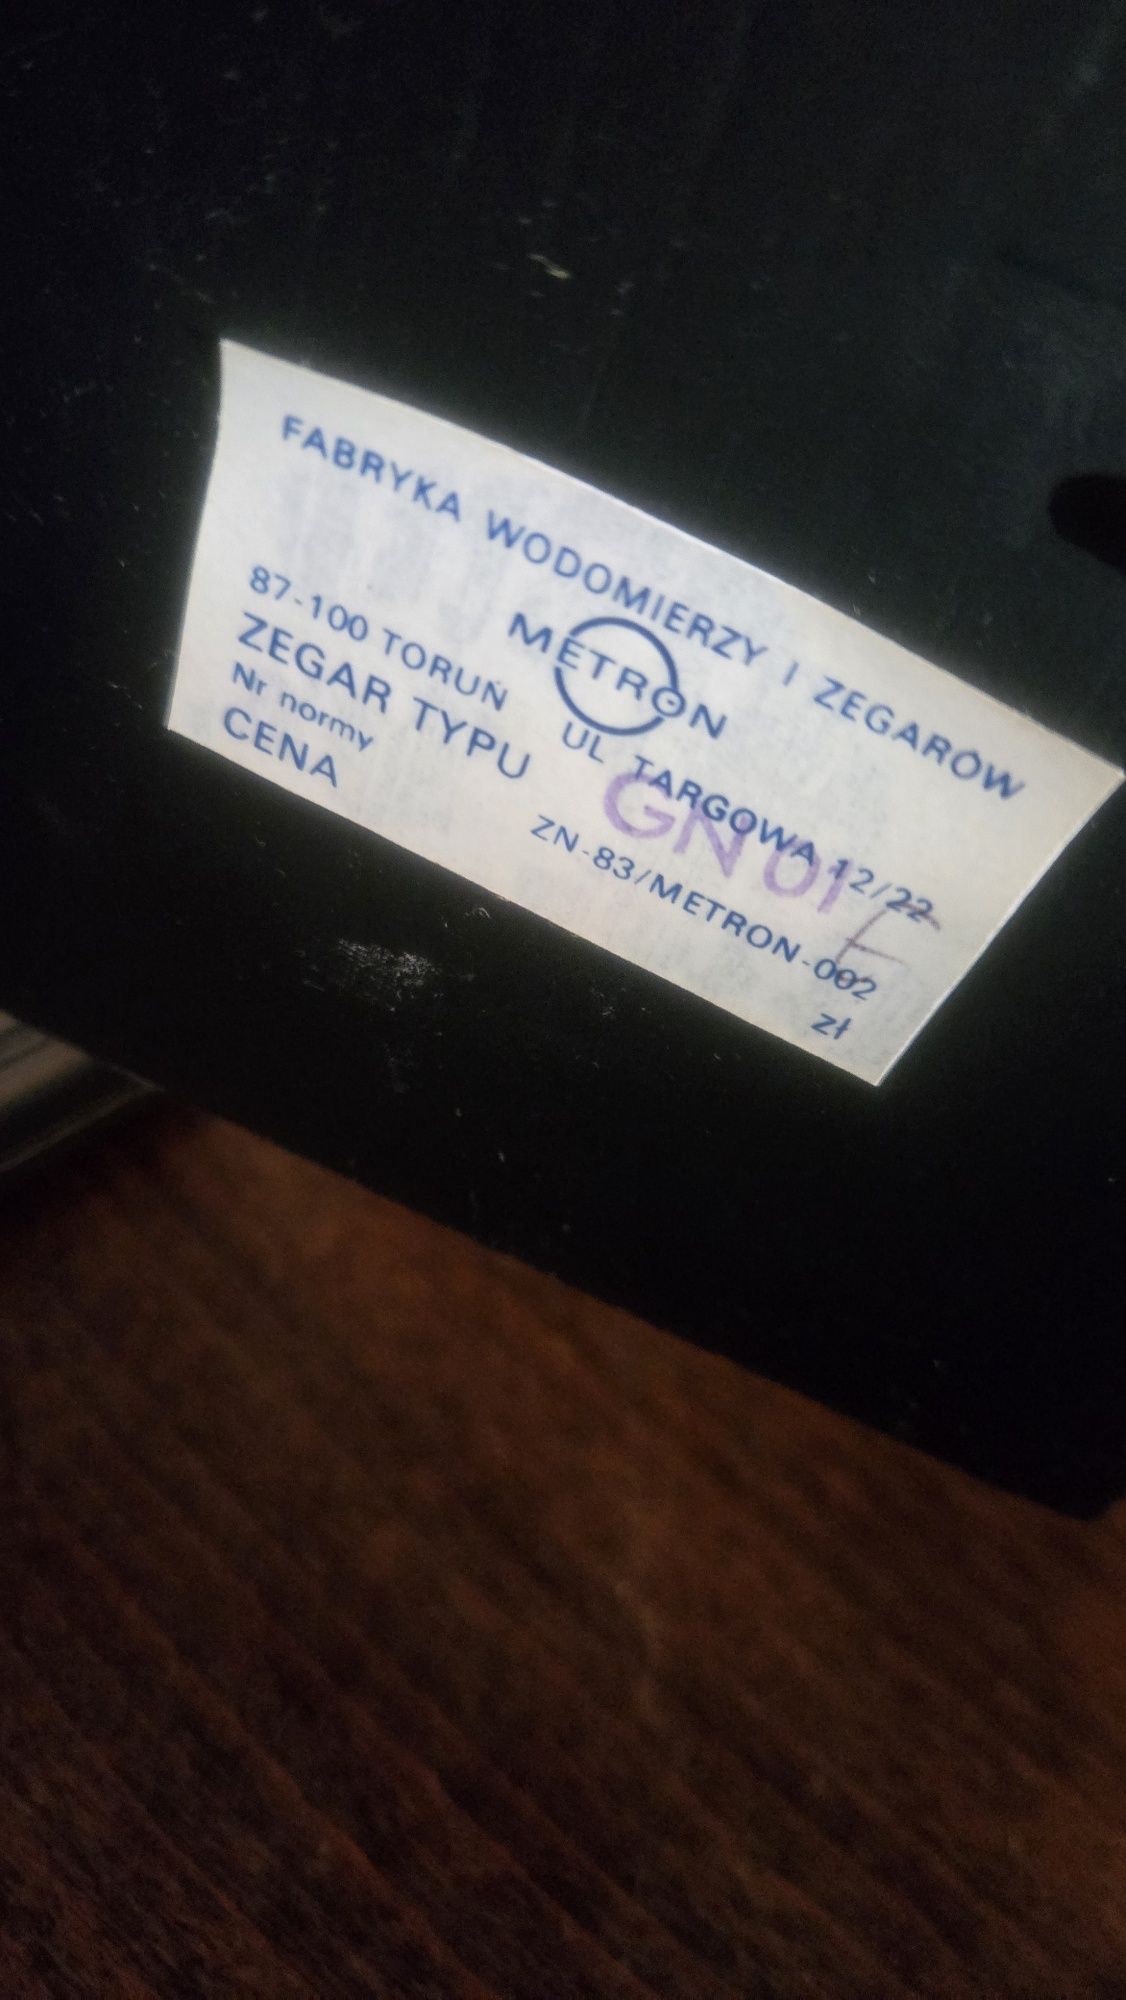 FABRYKA WODOMIERZY I ZEGARÓW
METRON
87-100 TORUŃ UL TARGOWA 12/22
ZEGAR TYPU GN 01 E
Nr normy ZN-83/METRON-002
CENA zł